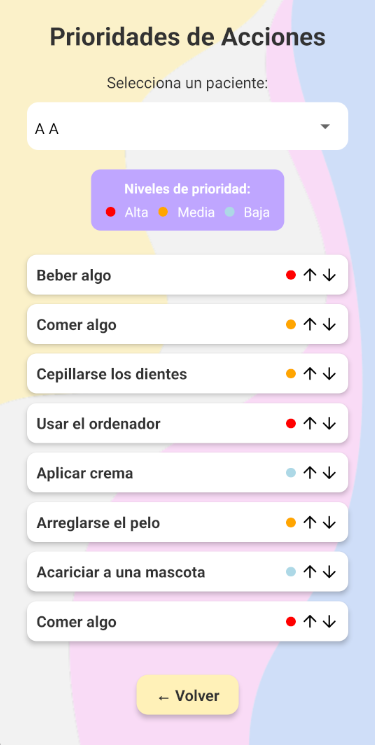 Prioridades de Acciones
Selecciona un paciente:
A A
Niveles de prioridad:
Alta Media Baja
Beber algo
Comer algo
Cepillarse los dientes
Usar el ordenador
Aplicar crema
Arreglarse el pelo
Acariciar a una mascota
Comer algo
← Volver